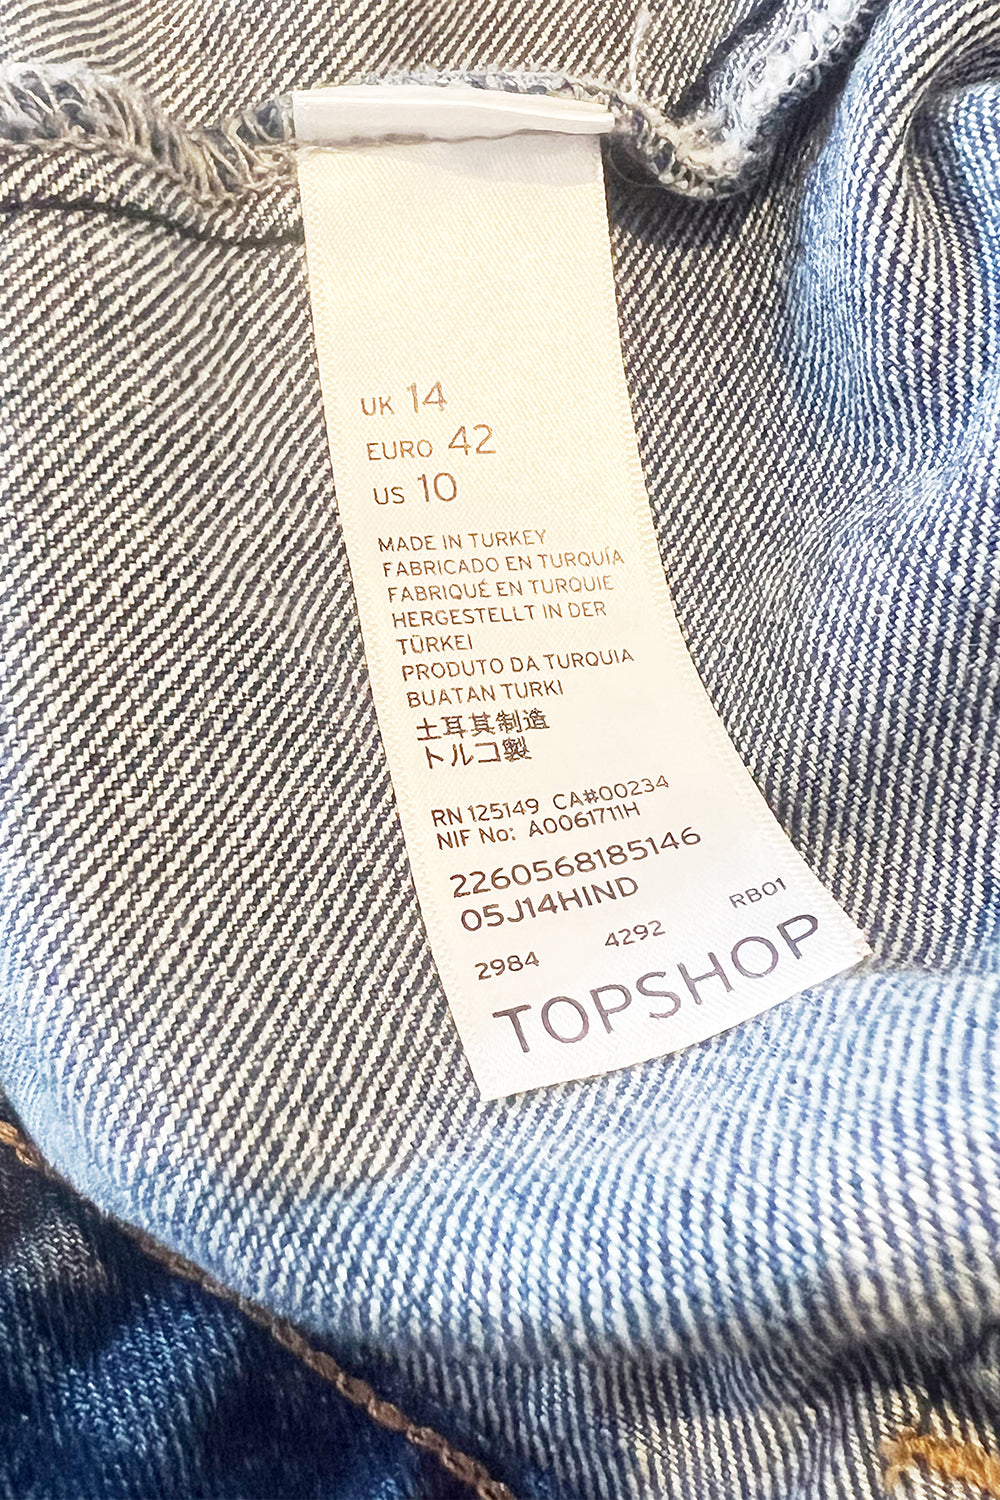 UK 14
EURO 42
US 10
MADE IN TURKEY
FABRICADO EN TURQUÍA
FABRIQUÉ EN TURQUIE
HERGESTELLT IN DER
TÜRKEI
PRODUTO DA TURQUIA
BUATAN TURKI
土耳其制造
トルコ製
RN 125149 CA#00234
NIF No: A0061711H
2260568185146
05J14HIND
2984 4292 RB01
TOPSHOP